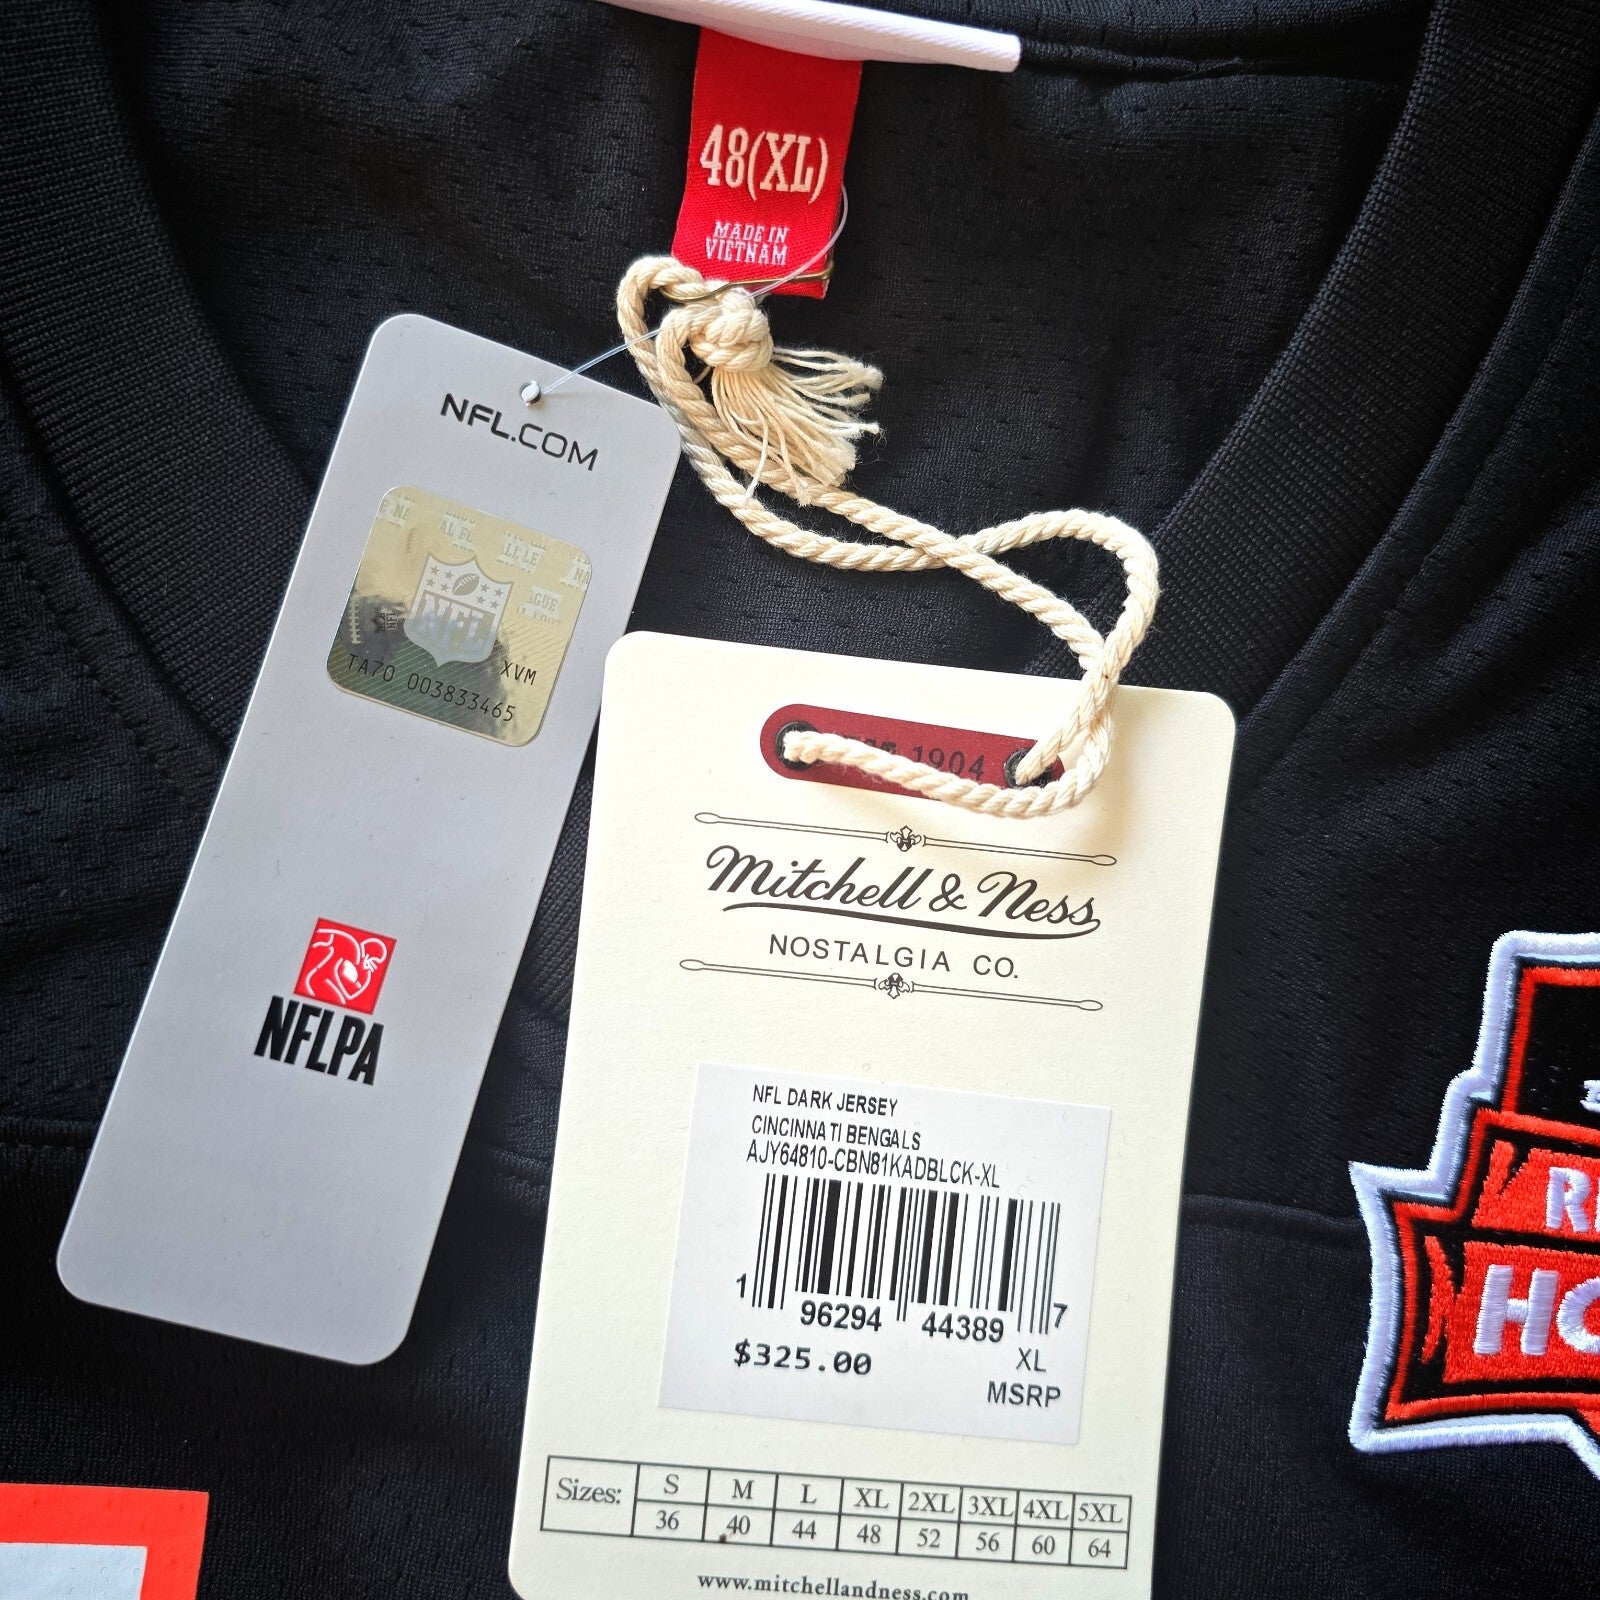 48(XL)
MADE IN
VIETNAM
NFL.COM
NFL
XVM
TA70 003833465
NFLPA
1904
Mitchell & Ness
NOSTALGIA CO.
NFL DARK JERSEY
CINCINNATI BENGALS
AJY64810-CBN81KADBLCK-XL
1 96294 44389 7
$325.00 XL
MSRP
Sizes: S M L XL 2XL 3XL 4XL 5XL
36 40 44 48 52 56 60 64
www.mitchellandness.com